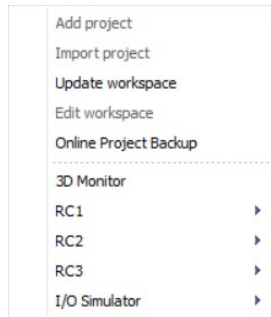 Add project
Import project
Update workspace
Edit workspace
Online Project Backup
3D Monitor
RC1
RC2
RC3
I/O Simulator